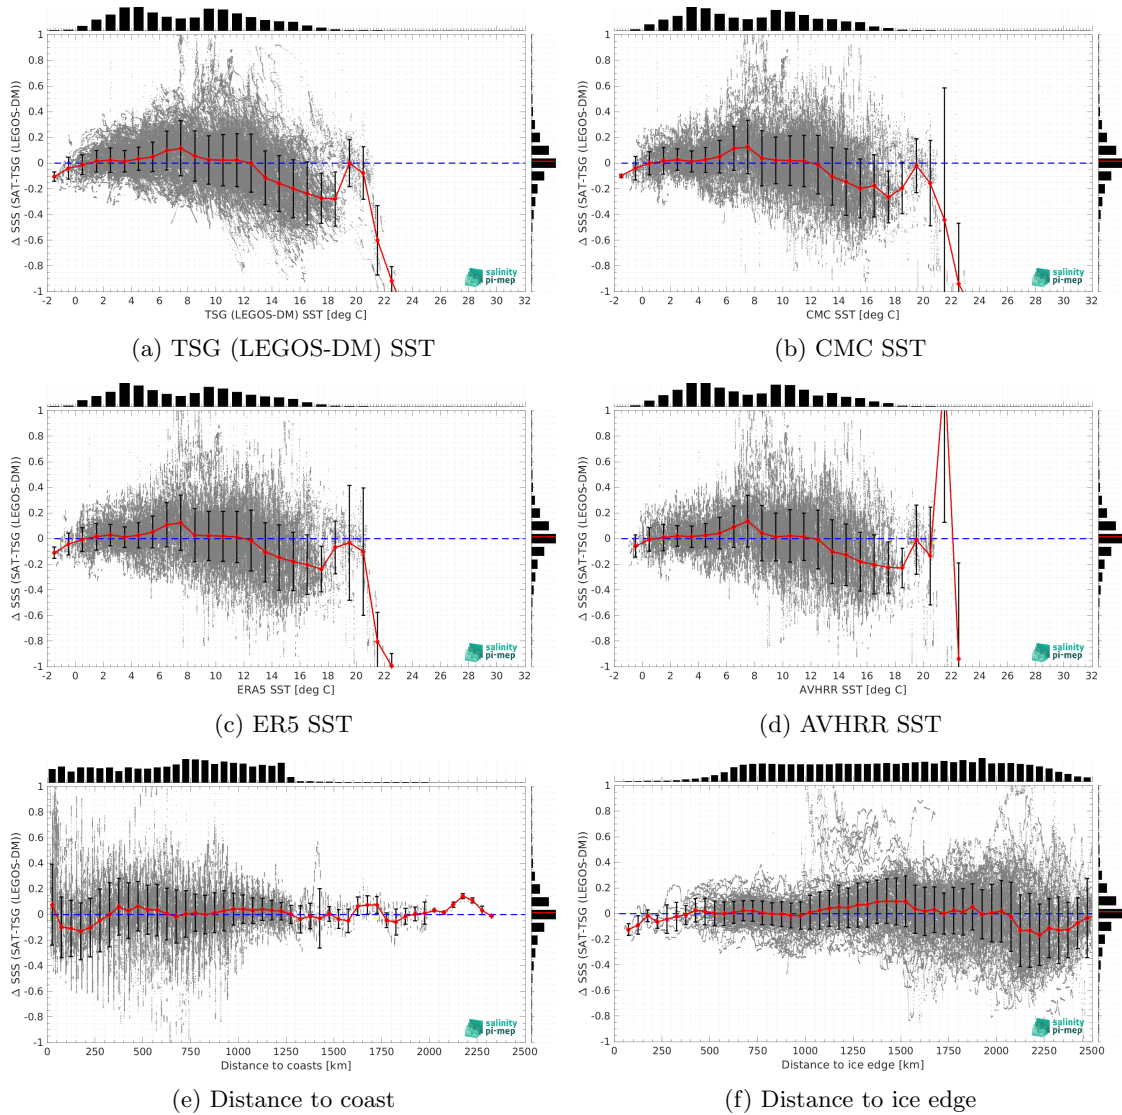 Δ SSS (SAT-TSG (LEGOS-DM))
1
0.8
0.6
0.4
0.2
0
-0.2
-0.4
-0.6
-0.8
-1
salinity
pi-mep
-2 0 2 4 6 8 10 12 14 16 18 20 22 24 26 28 30 32
TSG (LEGOS-DM) SST [deg C]
(a) TSG (LEGOS-DM) SST
Δ SSS (SAT-TSG (LEGOS-DM))
1
0.8
0.6
0.4
0.2
0
-0.2
-0.4
-0.6
-0.8
-1
salinity
pi-mep
-2 0 2 4 6 8 10 12 14 16 18 20 22 24 26 28 30 32
CMC SST [deg C]
(b) CMC SST
Δ SSS (SAT-TSG (LEGOS-DM))
1
0.8
0.6
0.4
0.2
0
-0.2
-0.4
-0.6
-0.8
-1
salinity
pi-mep
-2 0 2 4 6 8 10 12 14 16 18 20 22 24 26 28 30 32
ERA5 SST [deg C]
(c) ER5 SST
Δ SSS (SAT-TSG (LEGOS-DM))
1
0.8
0.6
0.4
0.2
0
-0.2
-0.4
-0.6
-0.8
-1
salinity
pi-mep
-2 0 2 4 6 8 10 12 14 16 18 20 22 24 26 28 30 32
AVHRR SST [deg C]
(d) AVHRR SST
Δ SSS (SAT-TSG (LEGOS-DM))
1
0.8
0.6
0.4
0.2
0
-0.2
-0.4
-0.6
-0.8
-1
salinity
pi-mep
0 250 500 750 1000 1250 1500 1750 2000 2250 2500
Distance to coasts [km]
(e) Distance to coast
Δ SSS (SAT-TSG (LEGOS-DM))
1
0.8
0.6
0.4
0.2
0
-0.2
-0.4
-0.6
-0.8
-1
salinity
pi-mep
0 250 500 750 1000 1250 1500 1750 2000 2250 2500
Distance to ice edge [km]
(f) Distance to ice edge